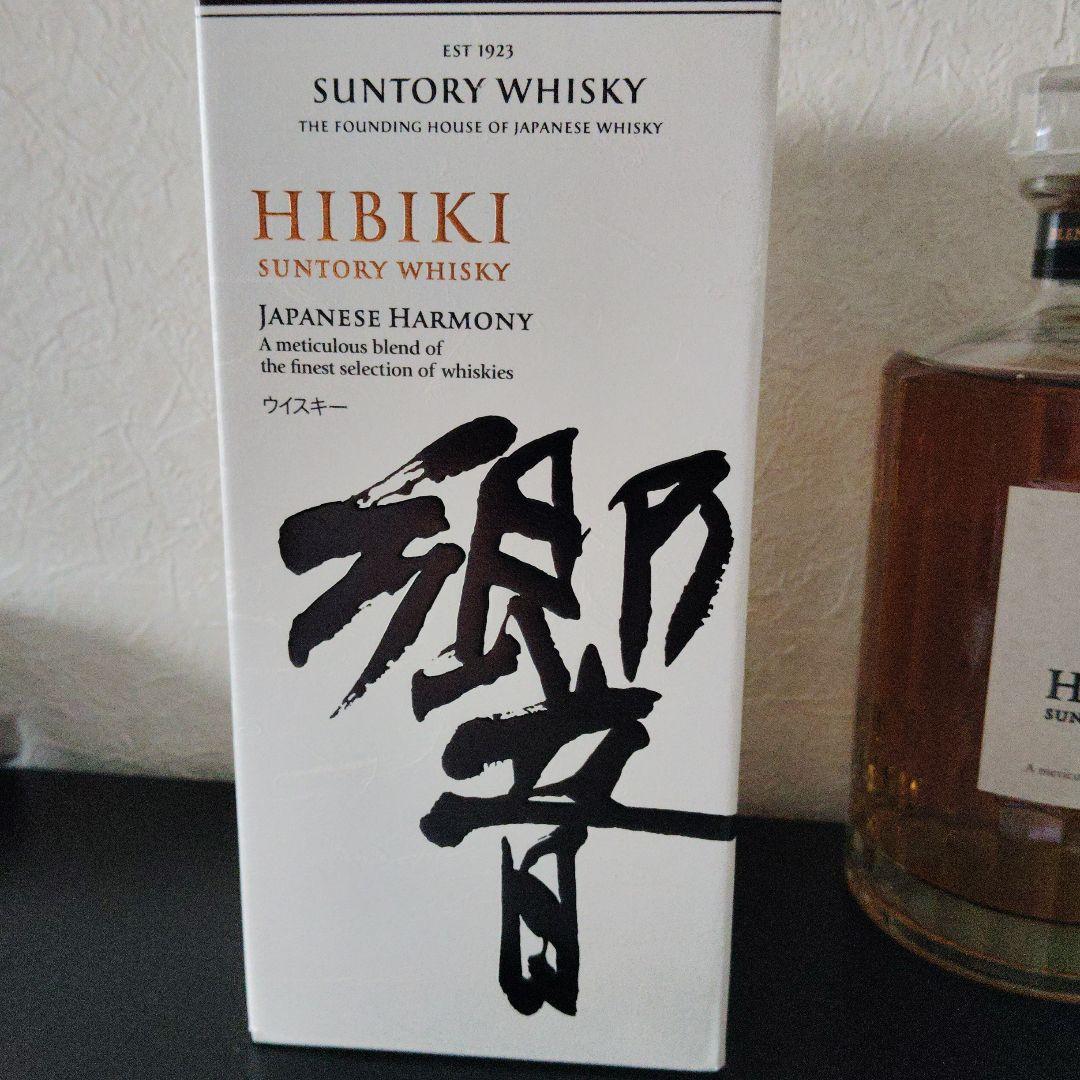 EST 1923
SUNTORY WHISKY
THE FOUNDING HOUSE OF JAPANESE WHISKY
HIBIKI
SUNTORY WHISKY
JAPANESE HARMONY
A meticulous blend of
the finest selection of whiskies
ウイスキー
響